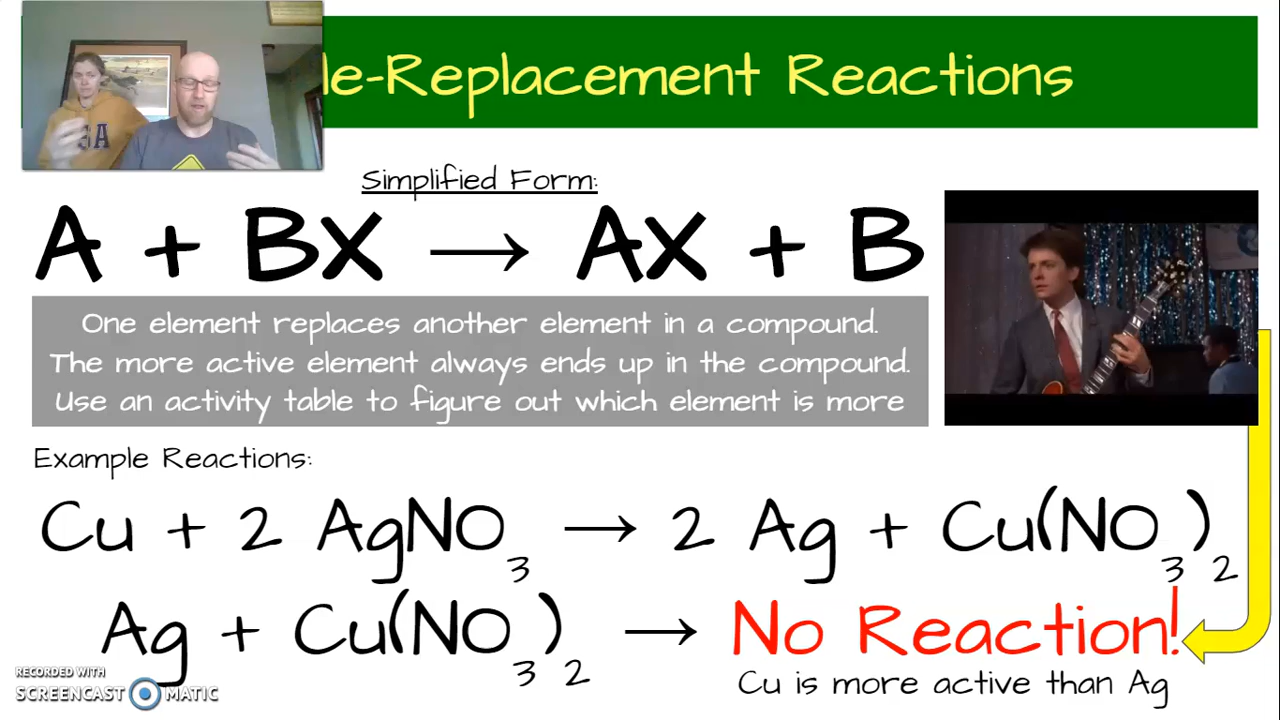 le-Replacement Reactions
Simplified Form:
A + BX → AX + B
One element replaces another element in a compound.
The more active element always ends up in the compound.
Use an activity table to figure out which element is more
Example Reactions:
Cu + 2 AgNO3 → 2 Ag + Cu(NO3)2
Ag + Cu(NO3)2 → No Reaction!
Cu is more active than Ag
RECORDED WITH
SCREENCAST MATIC